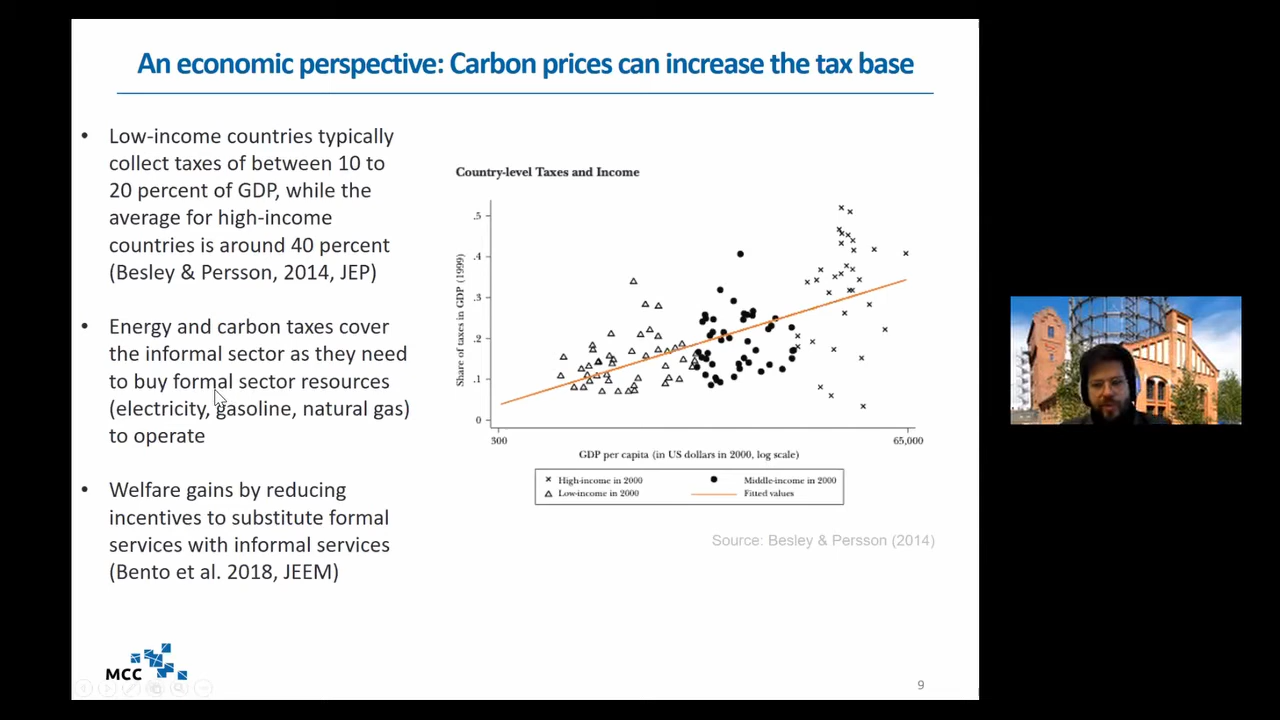 An economic perspective: Carbon prices can increase the tax base
• Low-income countries typically
collect taxes of between 10 to
20 percent of GDP, while the
average for high-income
countries is around 40 percent
(Besley & Persson, 2014, JEP)
• Energy and carbon taxes cover
the informal sector as they need
to buy formal sector resources
(electricity, gasoline, natural gas)
to operate
• Welfare gains by reducing
incentives to substitute formal
services with informal services
(Bento et al. 2018, JEEM)
Country-level Taxes and Income
Share of taxes in GDP (1999)
.5
.4
.3
.2
.1
0
300
65,000
GDP per capita (in US dollars in 2000, log scale)
High-income in 2000
Middle-income in 2000
Low-income in 2000
Fitted values
Source: Besley & Persson (2014)
MCC
9